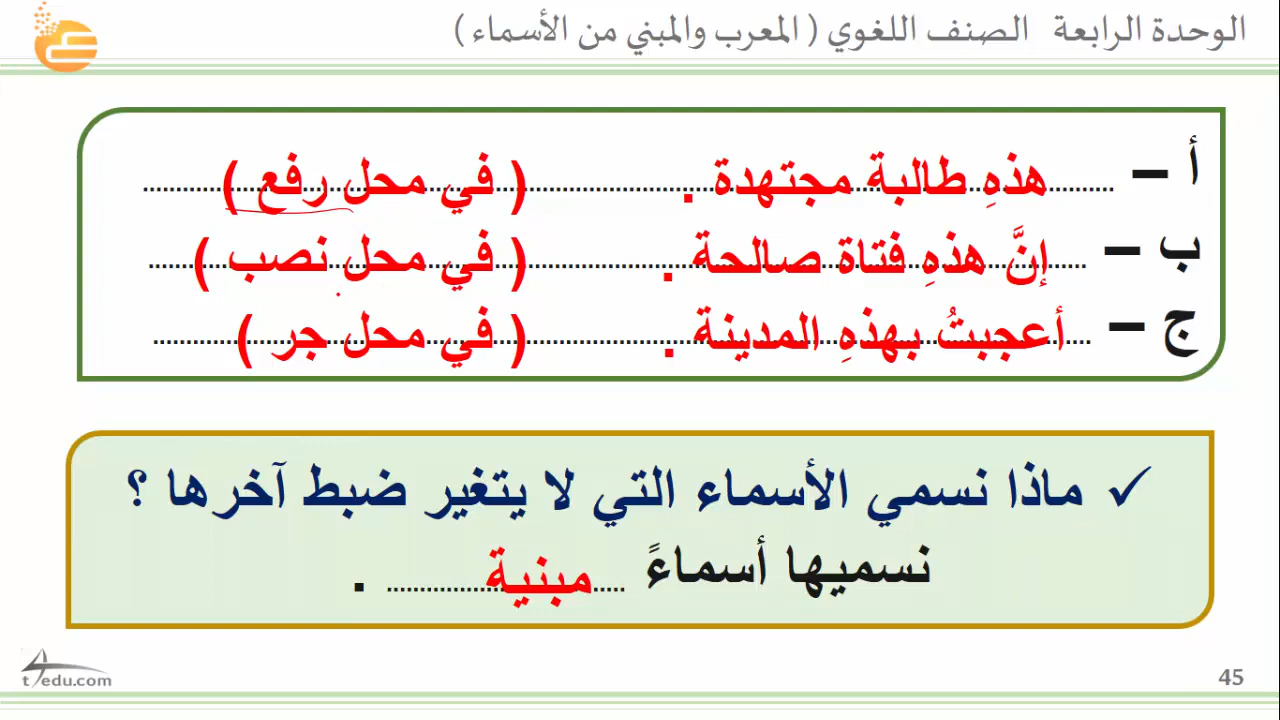 الوحدة الرابعة الصنف اللغوي ( المعرب والمبني من الأسماء )
أ – هذهِ طالبة مجتهدة . ( في محل رفع )
ب – إنَّ هذهِ فتاة صالحة . ( في محل نصب )
ج – أعجبتُ بهذهِ المدينة . ( في محل جر )
✓ ماذا نسمي الأسماء التي لا يتغير ضبط آخرها ؟
نسميها أسماءً مبنية .
t4edu.com
45